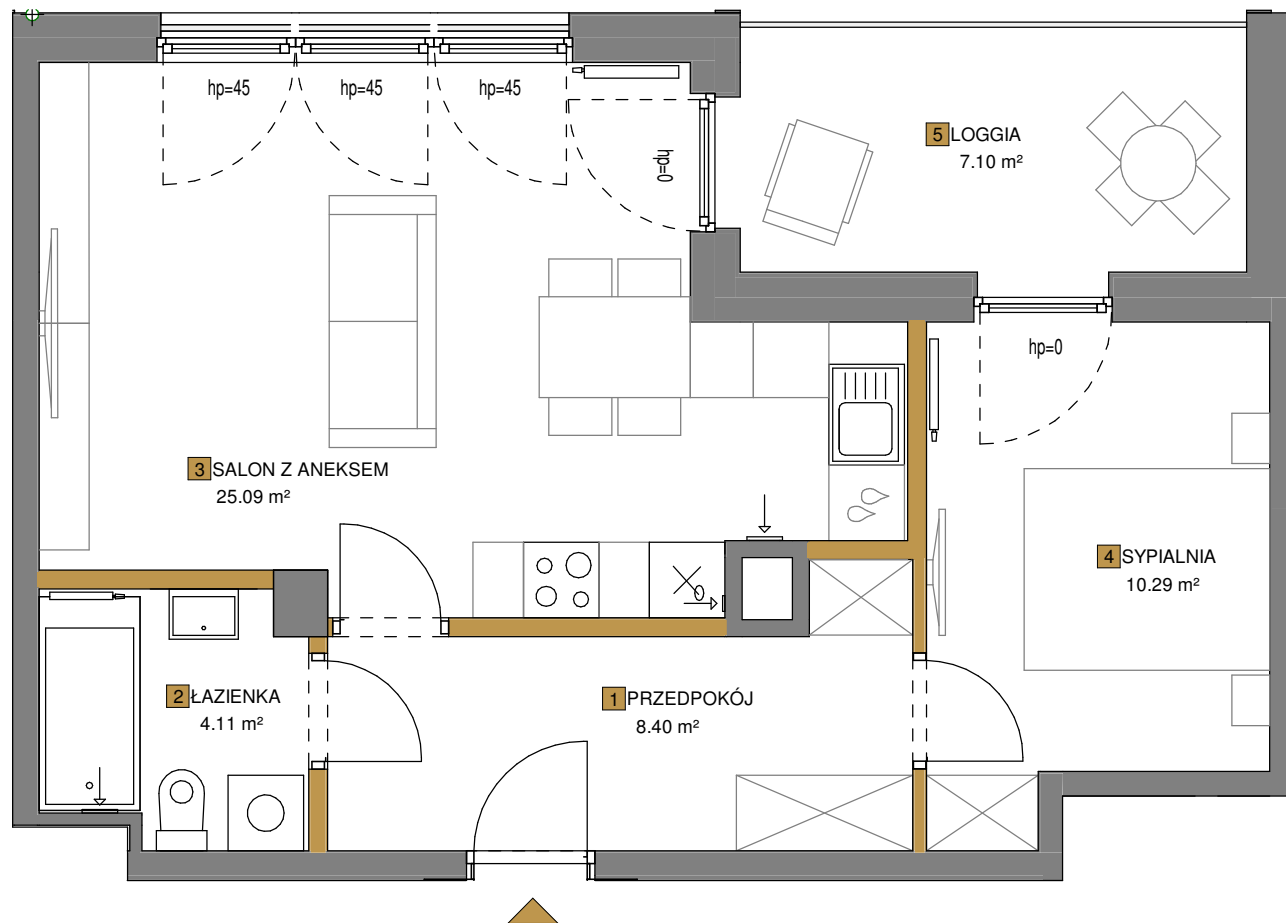 hp=45
hp=45
hp=45
hp=0
5 LOGGIA
7.10 m²
hp=0
3 SALON Z ANEKSEM
25.09 m²
4 SYPIALNIA
10.29 m²
2 ŁAZIENKA
4.11 m²
1 PRZEDPOKÓJ
8.40 m²